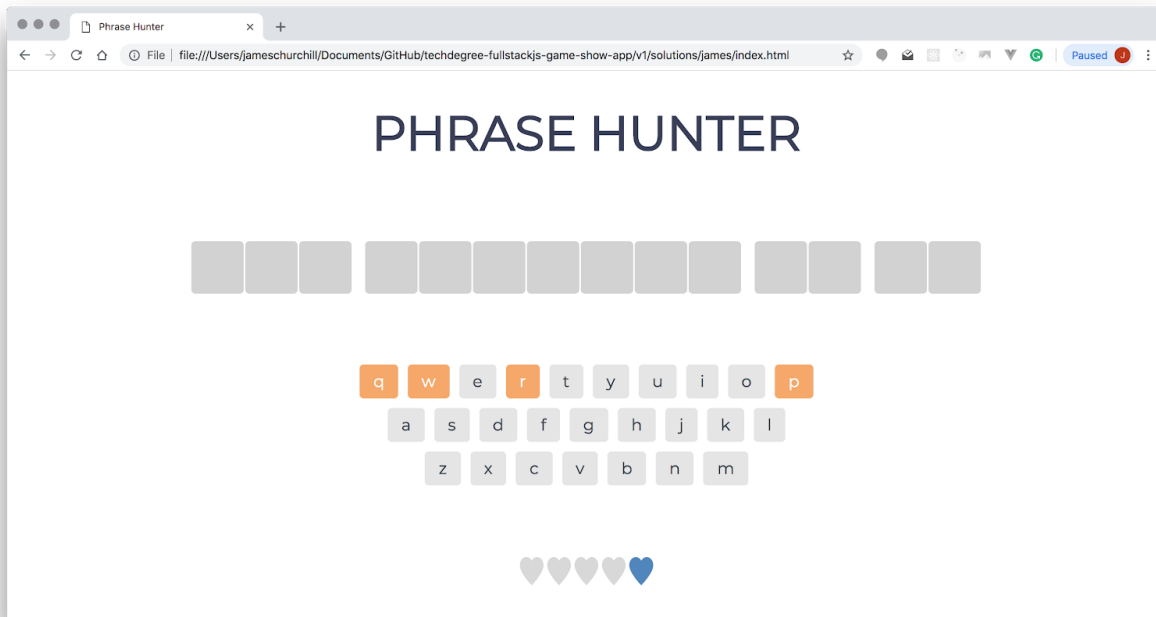 Phrase Hunter
File file:///Users/jameschurchill/Documents/GitHub/techdegree-fullstackjs-game-show-app/v1/solutions/james/index.html Paused J
PHRASE HUNTER
q w e r t y u i o p
a s d f g h j k l
z x c v b n m